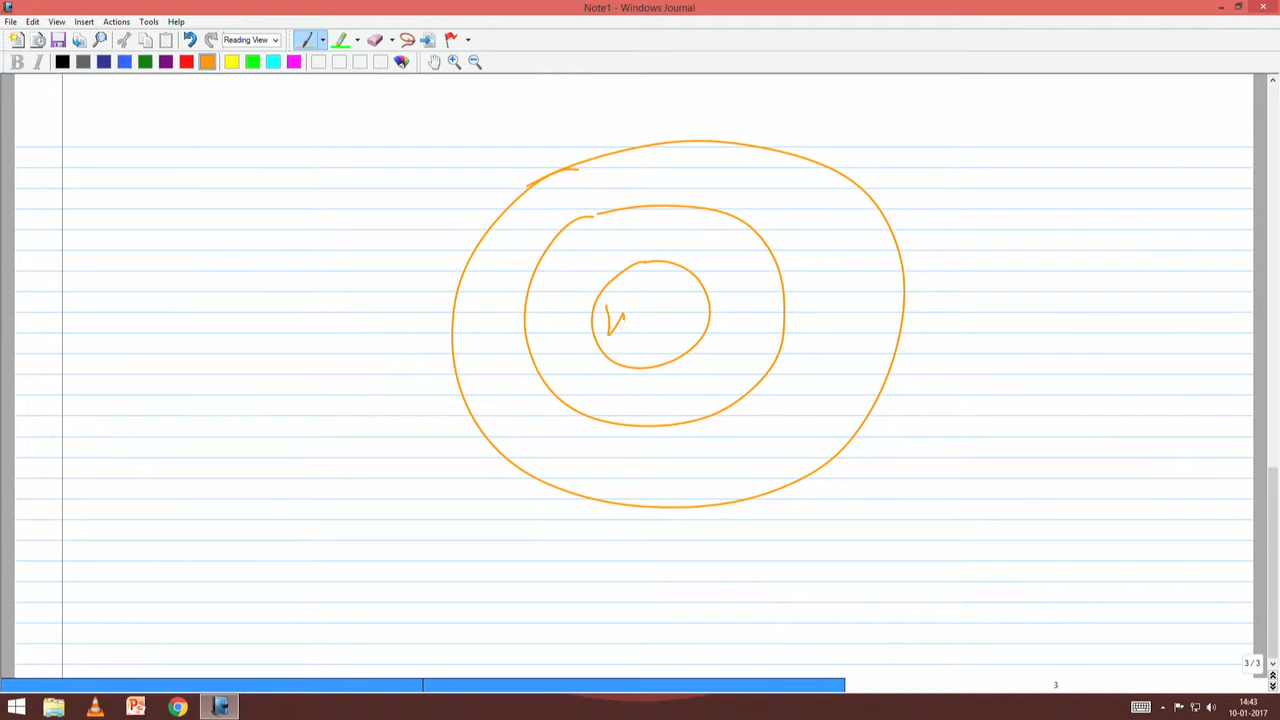 Note1 - Windows Journal
File Edit View Insert Actions Tools Help
Reading View
B I
V
3 / 3
3
14:43
10-01-2017